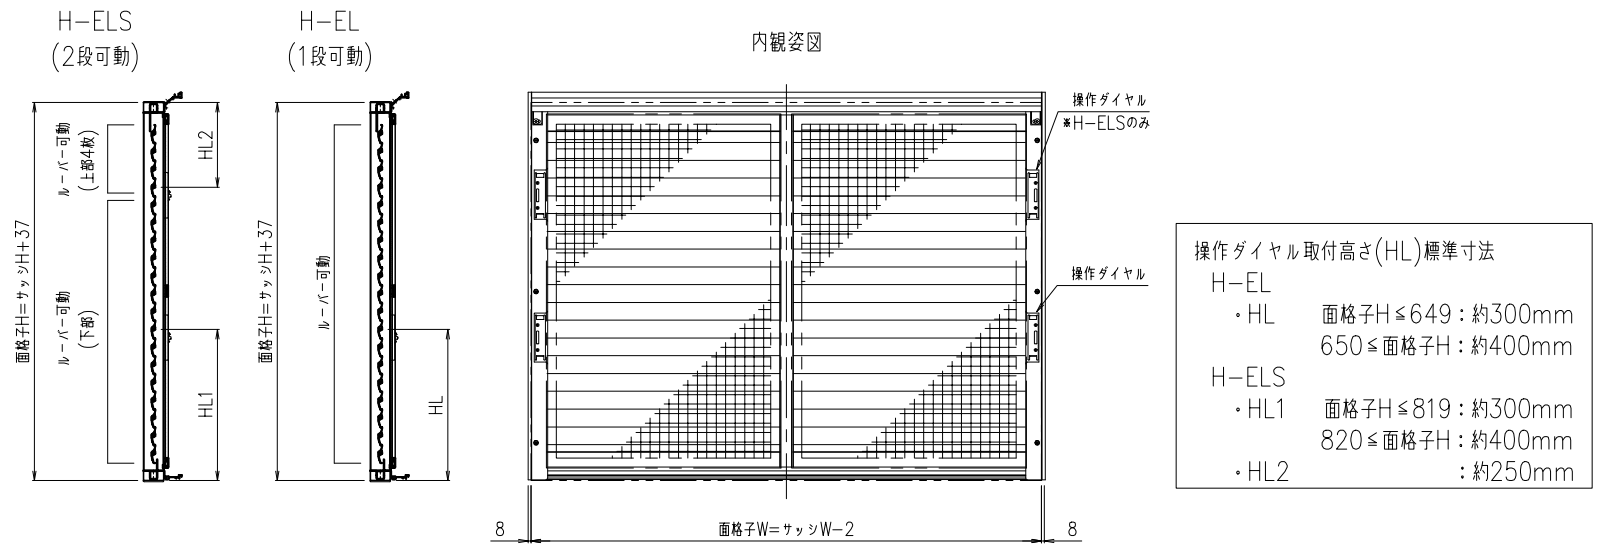 H-ELS
(2段可動)
面格子H=サッシH+37
ルーバー可動
(上部4枚)
ルーバー可動
(下部)
HL2
HL1
H-EL
(1段可動)
面格子H=サッシH+37
ルーバー可動
HL
内観姿図
操作ダイヤル
※H-ELSのみ
操作ダイヤル
8
面格子W=サッシW-2
8
操作ダイヤル取付高さ(HL)標準寸法
H-EL
・HL 面格子H≦649:約300mm
650≦面格子H:約400mm
H-ELS
・HL1 面格子H≦819:約300mm
820≦面格子H:約400mm
・HL2 :約250mm